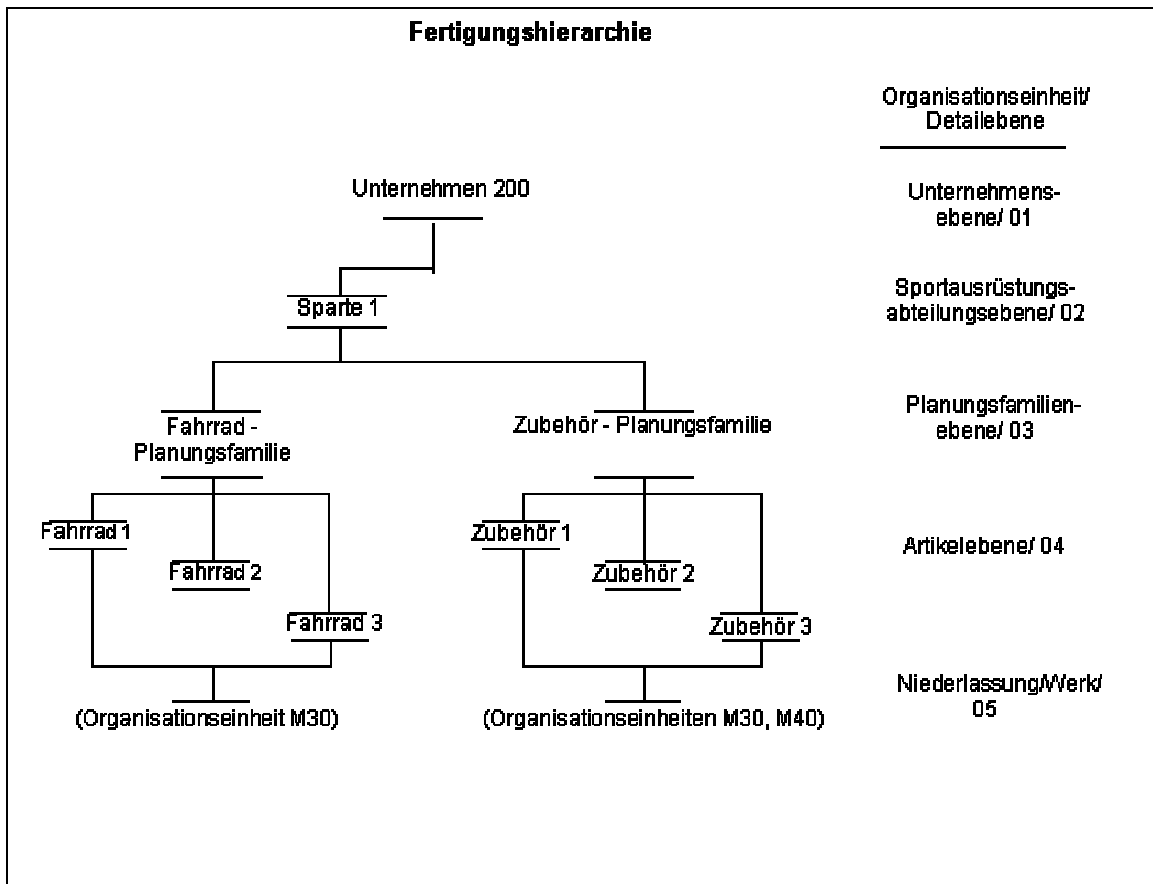 Fertigungshierarchie
Organisationseinheit/
Detailebene
Unternehmen 200
Unternehmens-
ebene/ 01
Sparte 1
Sportausrüstungs-
abteilungsebene/ 02
Fahrrad -
Planungsfamilie
Zubehör - Planungsfamilie
Planungsfamilien-
ebene/ 03
Fahrrad 1
Fahrrad 2
Fahrrad 3
Zubehör 1
Zubehör 2
Zubehör 3
Artikelebene/ 04
(Organisationseinheit M30)
(Organisationseinheiten M30, M40)
Niederlassung/Werk/
05